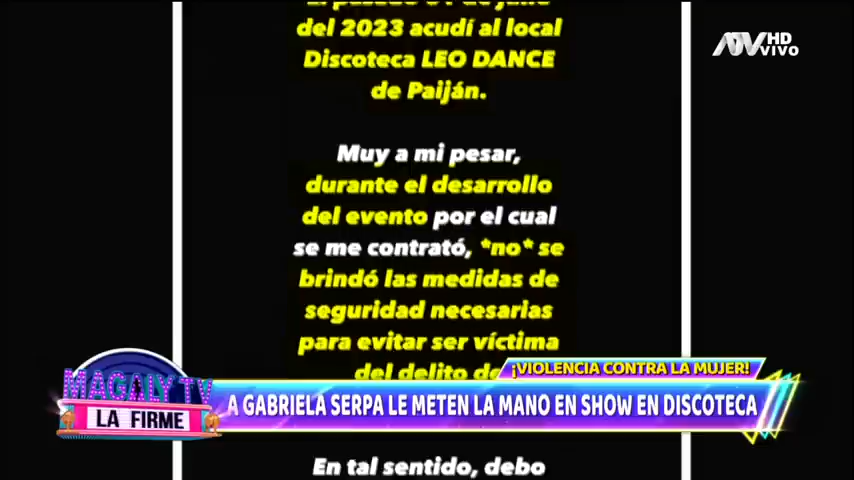 del 2023 acudí al local
Discoteca LEO DANCE
de Paiján.
Muy a mi pesar,
durante el desarrollo
del evento por el cual
se me contrató, *no* se
brindó las medidas de
seguridad necesarias
para evitar ser víctima
del delito de
En tal sentido, debo
ATV HD
VIVO
¡VIOLENCIA CONTRA LA MUJER!
MAGALY TV
LA FIRME
A GABRIELA SERPA LE METEN LA MANO EN SHOW EN DISCOTECA